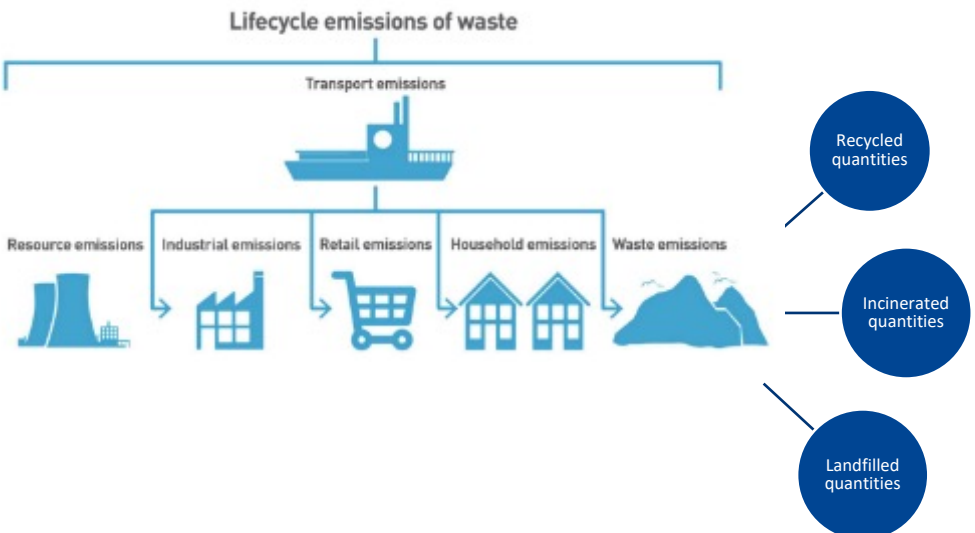 Lifecycle emissions of waste
Transport emissions
Resource emissions
Industrial emissions
Retail emissions
Household emissions
Waste emissions
Recycled
quantities
Incinerated
quantities
Landfilled
quantities